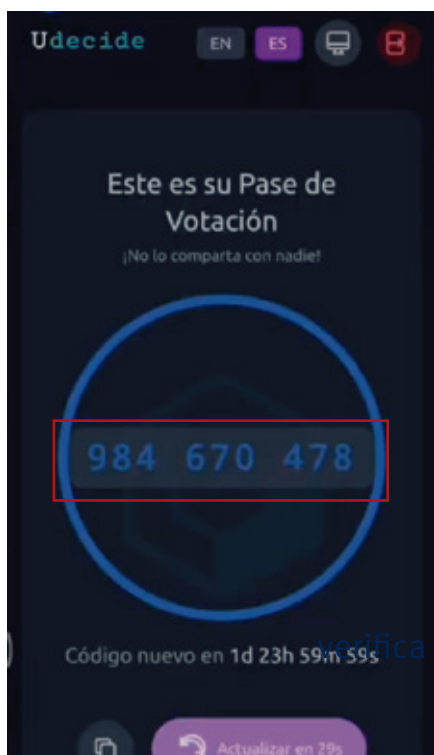 Udecide EN ES
Este es su Pase de
Votación
¡No lo comparta con nadie!
984 670 478
verifica
Código nuevo en 1d 23h 59m 59s
Actualizar en 29s